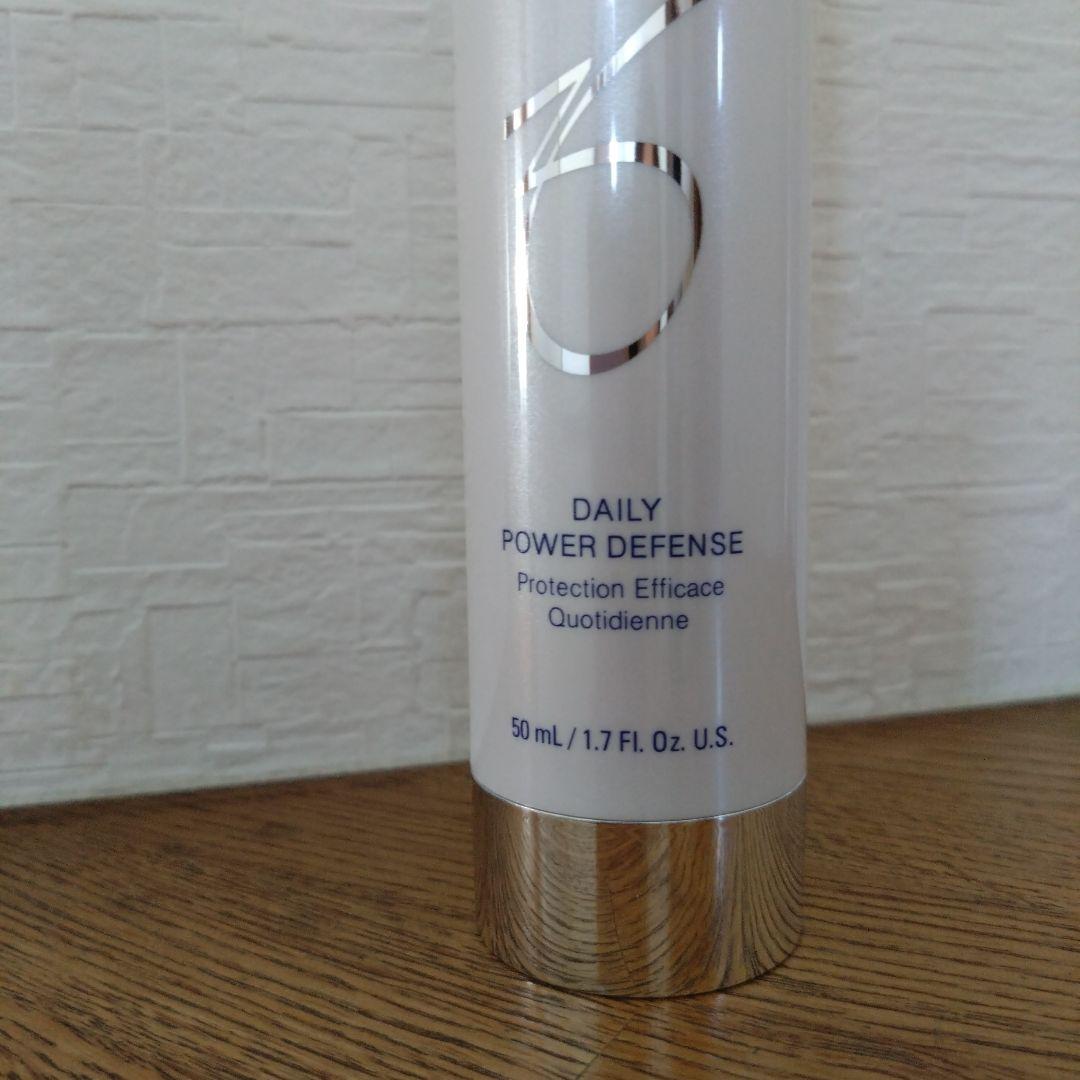 DAILY
POWER DEFENSE
Protection Efficace
Quotidienne
50 mL / 1.7 Fl. Oz. U.S.